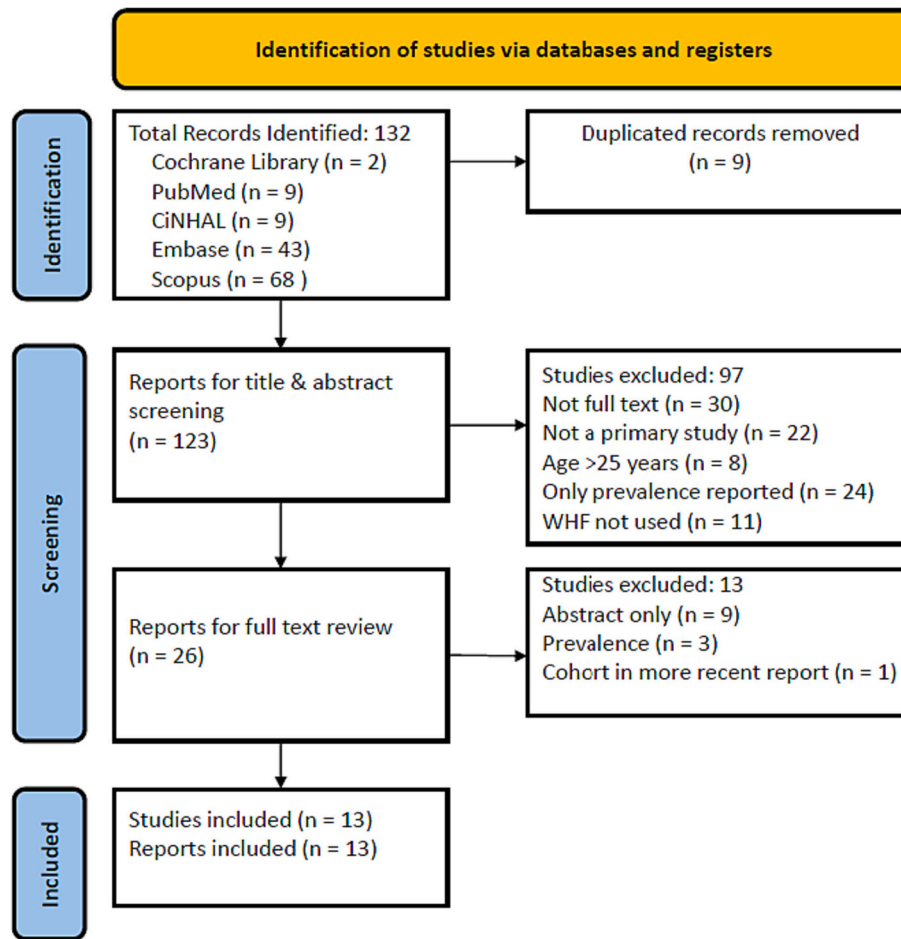 Identification of studies via databases and registers
Identification
Total Records Identified: 132
Cochrane Library (n = 2)
PubMed (n = 9)
CiNHAL (n = 9)
Embase (n = 43)
Scopus (n = 68 )
Duplicated records removed
(n = 9)
Screening
Reports for title & abstract
screening
(n = 123)
Studies excluded: 97
Not full text (n = 30)
Not a primary study (n = 22)
Age >25 years (n = 8)
Only prevalence reported (n = 24)
WHF not used (n = 11)
Reports for full text review
(n = 26)
Studies excluded: 13
Abstract only (n = 9)
Prevalence (n = 3)
Cohort in more recent report (n = 1)
Included
Studies included (n = 13)
Reports included (n = 13)